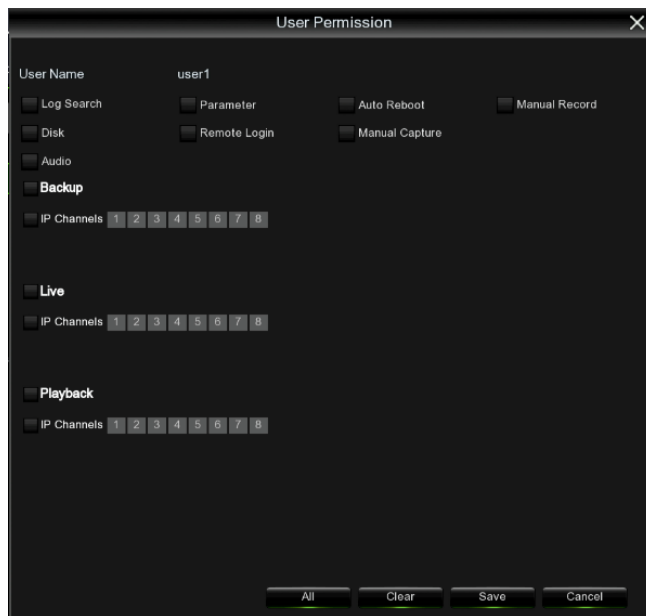 User Permission
User Name user1
Log Search Parameter Auto Reboot Manual Record
Disk Remote Login Manual Capture
Audio
Backup
IP Channels 1 2 3 4 5 6 7 8
Live
IP Channels 1 2 3 4 5 6 7 8
Playback
IP Channels 1 2 3 4 5 6 7 8
All Clear Save Cancel